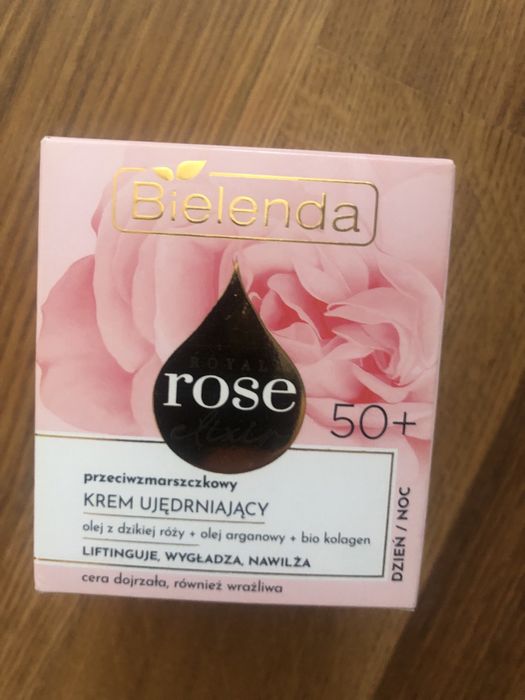 Bielenda
ROYAL
rose
elixir
50+
przeciwzmarszczkowy
KREM UJĘDRNIAJĄCY
olej z dzikiej róży + olej arganowy + bio kolagen
LIFTINGUJE, WYGŁADZA, NAWILŻA
cera dojrzała, również wrażliwa
DZIEŃ / NOC